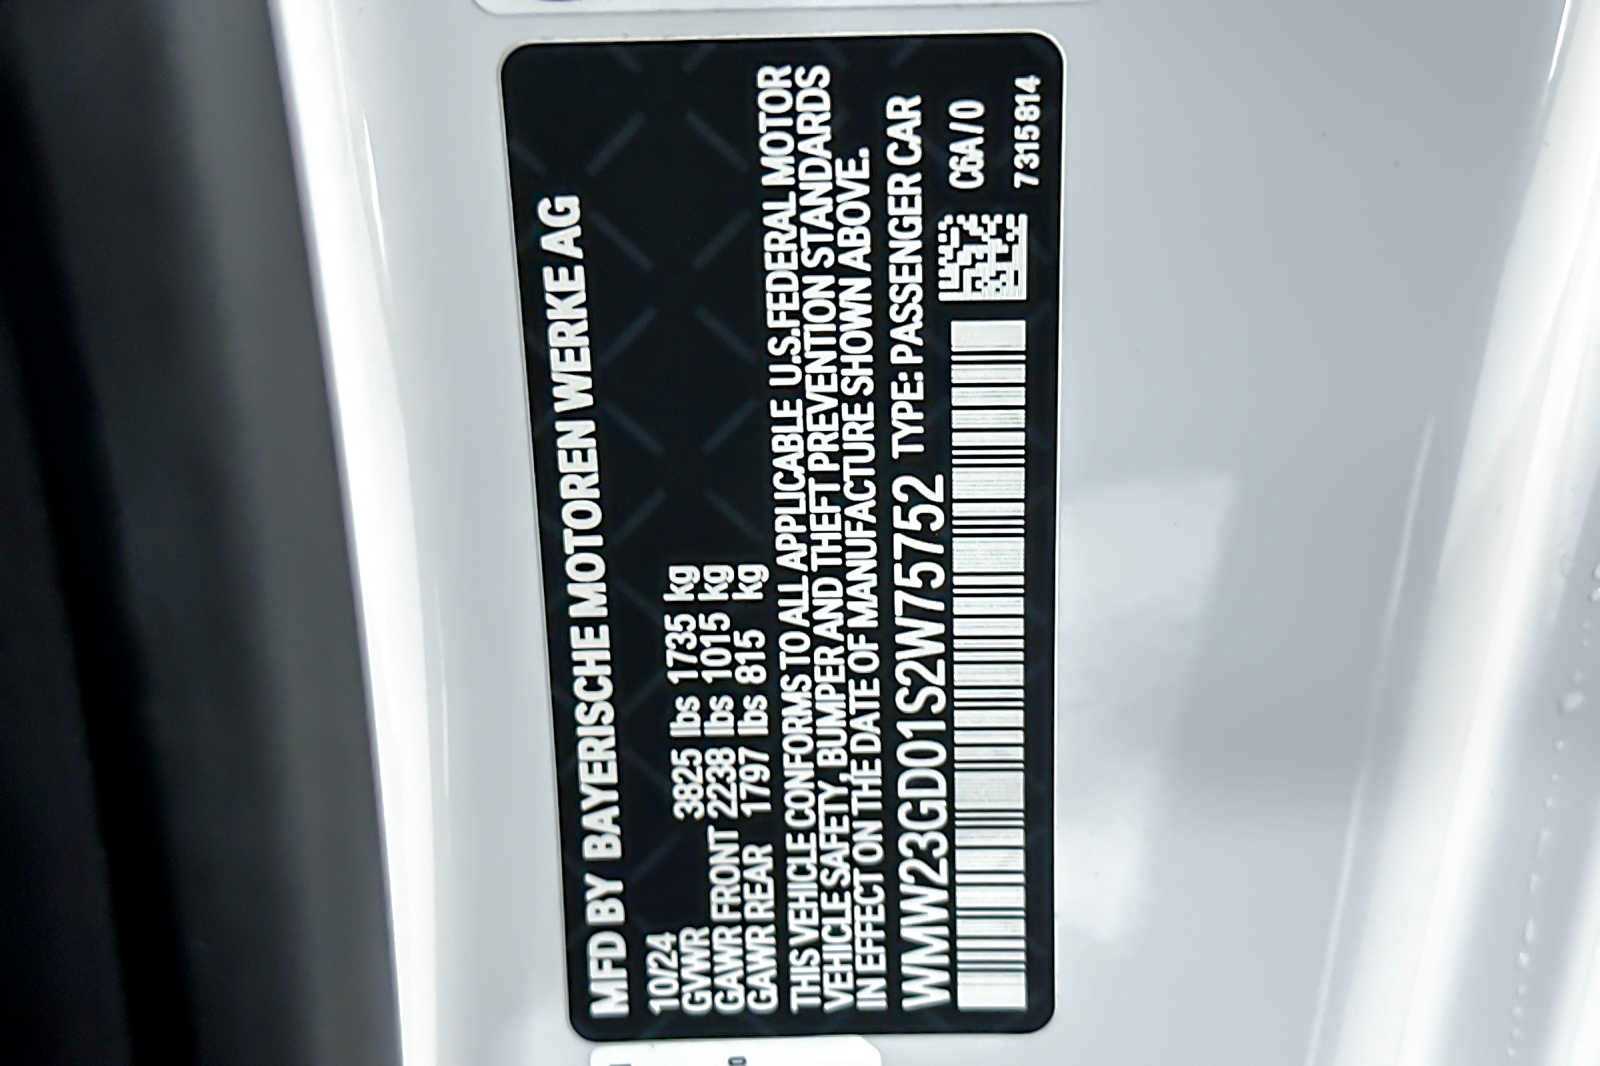 MFD BY BAYERISCHE MOTOREN WERKE AG
10/24
GVWR 3825 lbs 1735 kg
GAWR FRONT 2238 lbs 1015 kg
GAWR REAR 1797 lbs 815 kg
THIS VEHICLE CONFORMS TO ALL APPLICABLE U.S.FEDERAL MOTOR
VEHICLE SAFETY, BUMPER AND THEFT PREVENTION STANDARDS
IN EFFECT ON THE DATE OF MANUFACTURE SHOWN ABOVE.
WMW23GD01S2W75752 TYPE: PASSENGER CAR
C6A/0
7315814